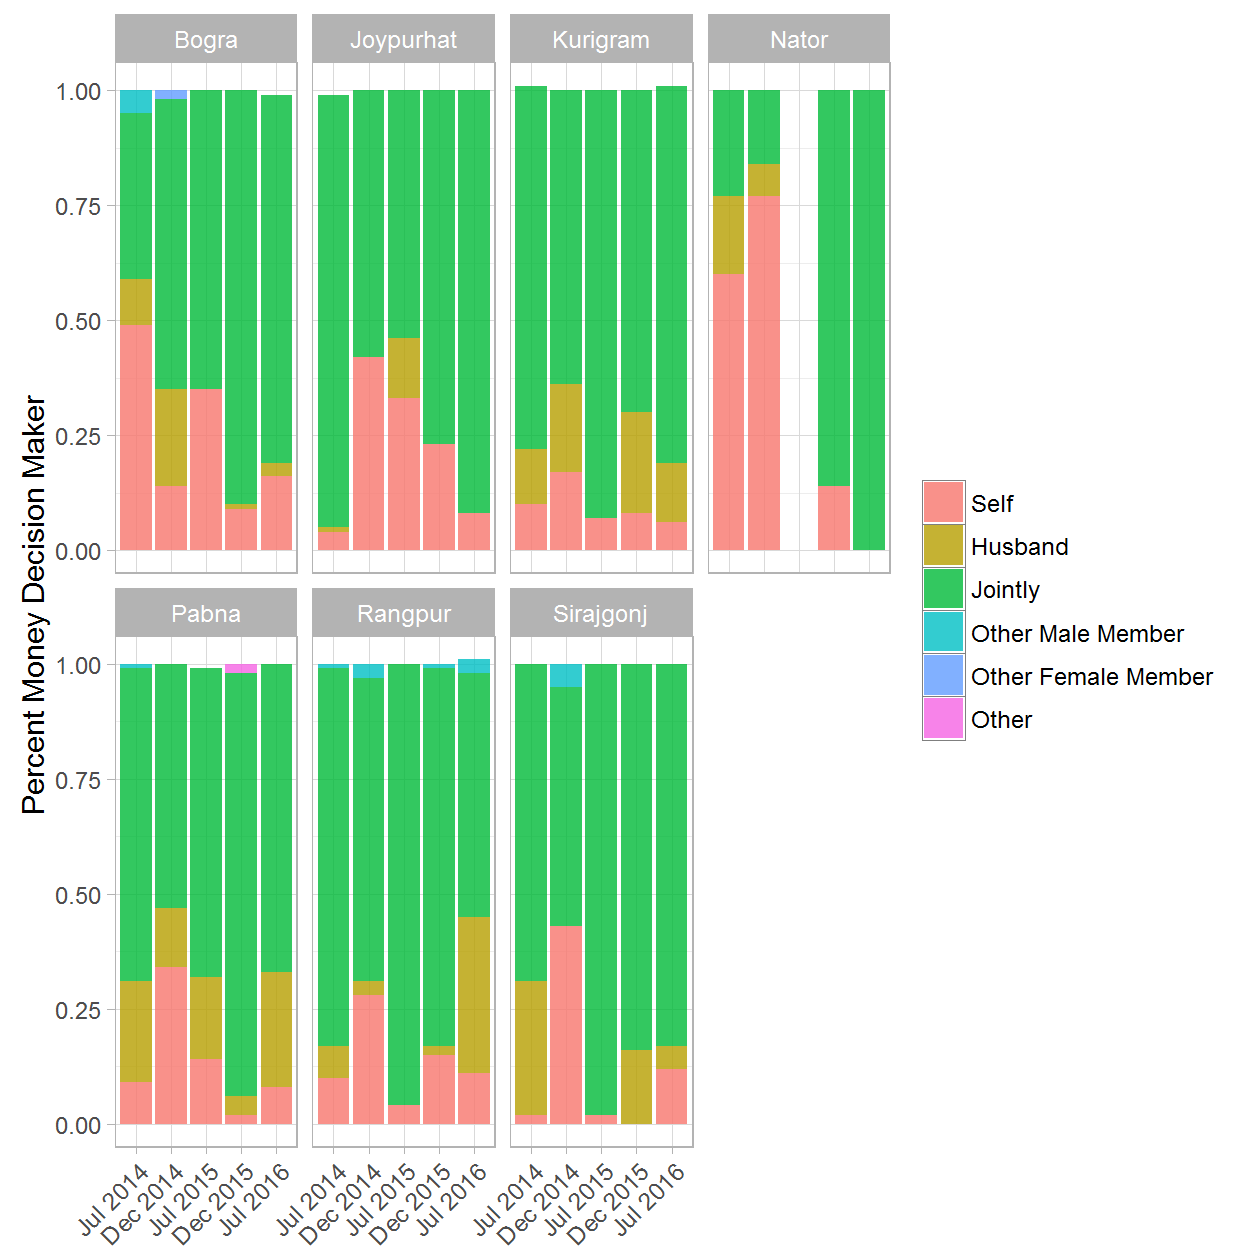 Bogra
Joypurhat
Kurigram
Nator
1.00
0.75
0.50
0.25
0.00
Percent Money Decision Maker
Self
Husband
Jointly
Other Male Member
Other Female Member
Other
Pabna
Rangpur
Sirajgonj
1.00
0.75
0.50
0.25
0.00
Jul 2014
Dec 2014
Jul 2015
Dec 2015
Jul 2016
Jul 2014
Dec 2014
Jul 2015
Dec 2015
Jul 2016
Jul 2014
Dec 2014
Jul 2015
Dec 2015
Jul 2016